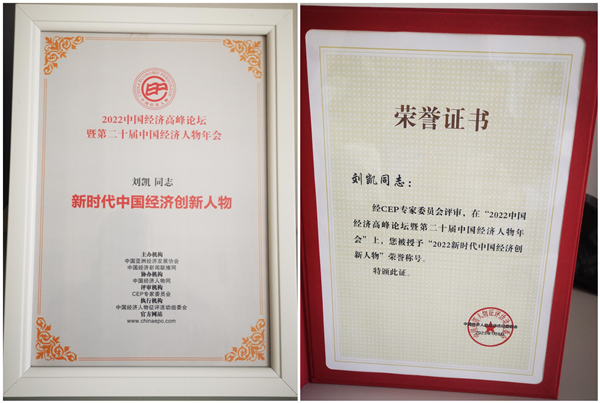 CEP
2022中国经济高峰论坛
暨第二十届中国经济人物年会
刘凯 同志
新时代中国经济创新人物
主办机构
中国亚洲经济发展协会
中国经济新闻联播网
协办机构
中国经济人物网
评审机构
CEP专家委员会
执行机构
中国经济人物征评活动组委会
官方网站
www.chinaepo.com
荣誉证书
刘凯同志：
经CEP专家委员会评审，在“2022中国
经济高峰论坛暨第二十届中国经济人物年
会”上，您被授予“2022新时代中国经济创
新人物”荣誉称号。
特颁此证。